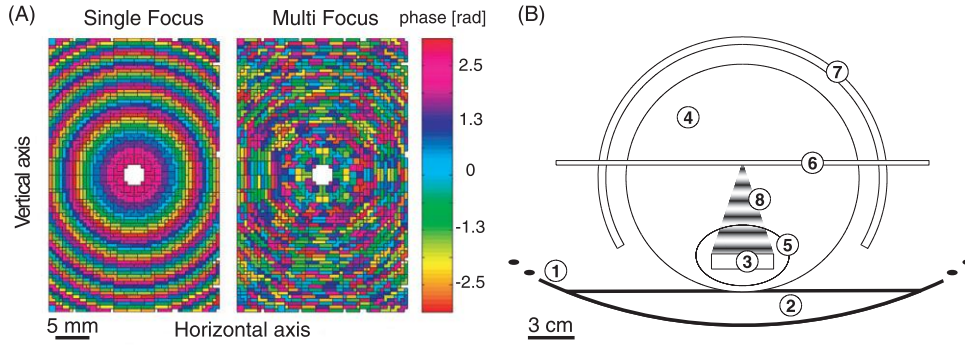 (A)
Single Focus
Multi Focus
phase [rad]
2.5
1.3
0
-1.3
-2.5
Vertical axis
5 mm
Horizontal axis
(B)
7
4
6
8
5
3
1
2
3 cm